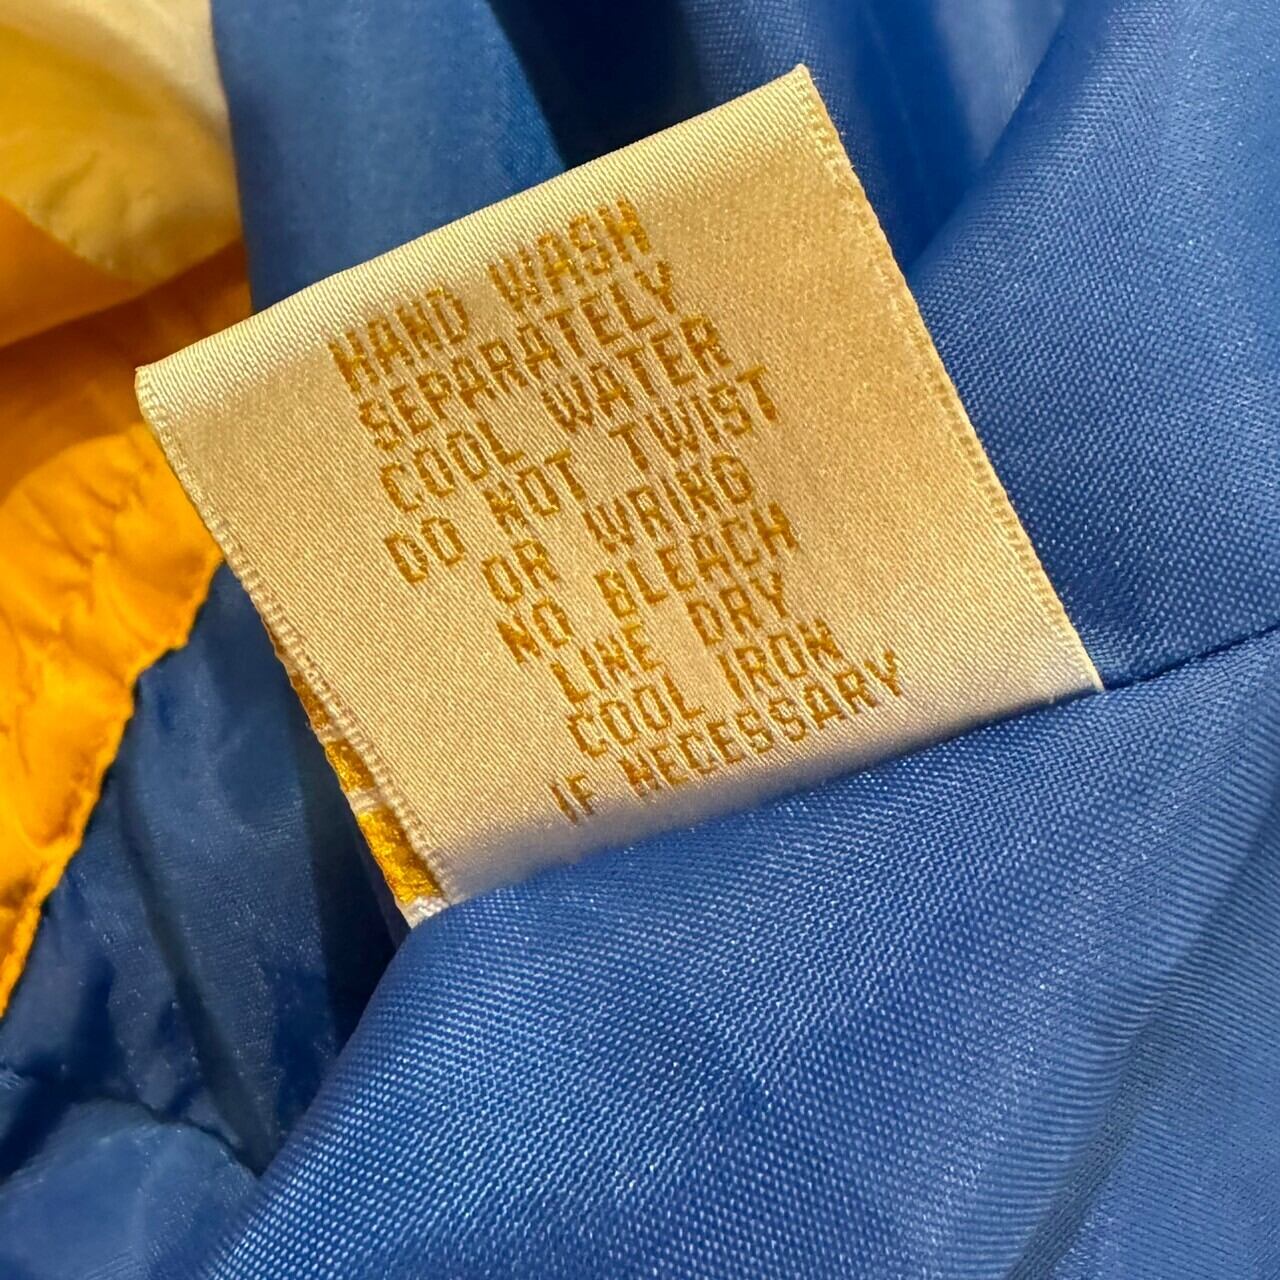 HAND WASH
SEPARATELY
COOL WATER
DO NOT TWIST
OR WRING
NO BLEACH
LINE DRY
COOL IRON
IF NECESSARY